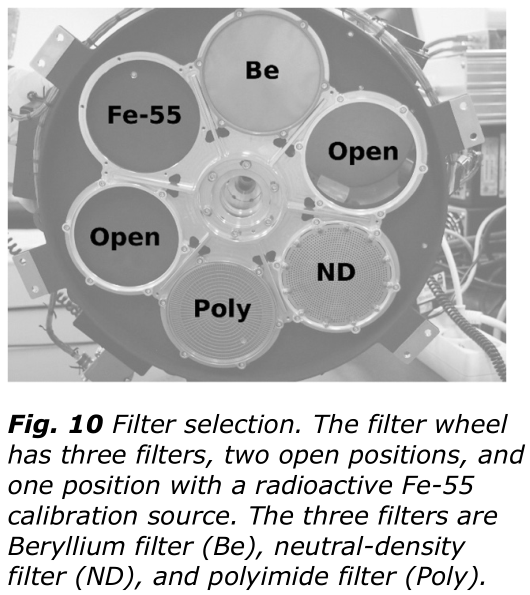 Be
Fe-55
Open
Open
ND
Poly
Fig. 10 Filter selection. The filter wheel
has three filters, two open positions, and
one position with a radioactive Fe-55
calibration source. The three filters are
Beryllium filter (Be), neutral-density
filter (ND), and polyimide filter (Poly).